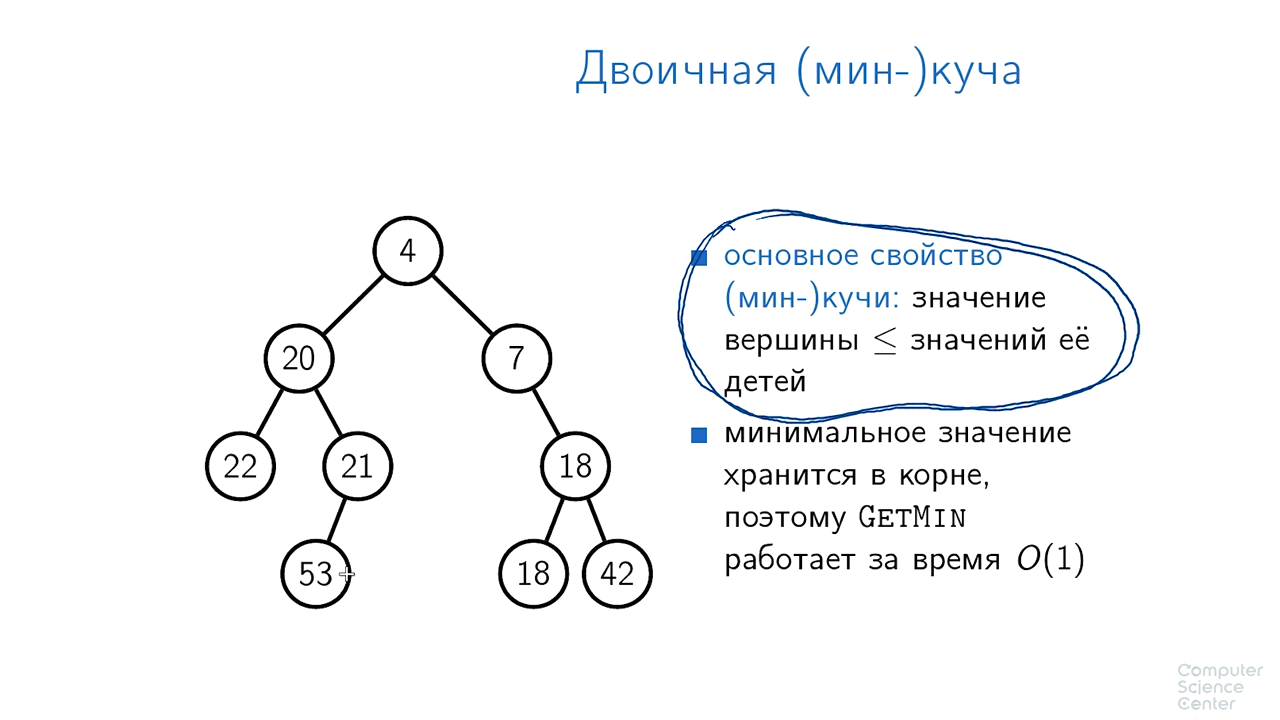 Двоичная (мин-)куча
4
20
7
22
21
18
53
18
42
основное свойство
(мин-)кучи: значение
вершины ≤ значений её
детей
минимальное значение
хранится в корне,
поэтому GETMIN
работает за время O(1)
Computer
Science
Center